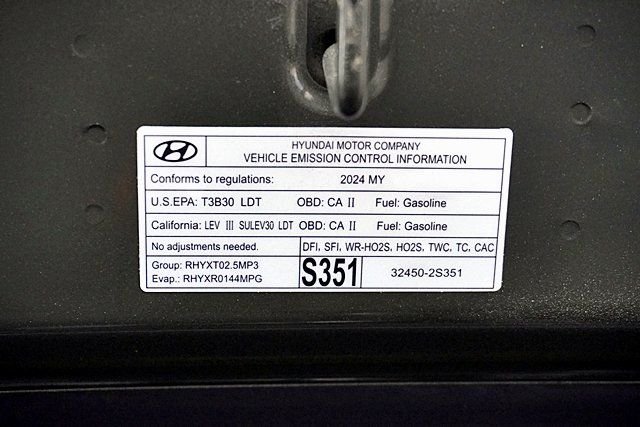 HYUNDAI MOTOR COMPANY
VEHICLE EMISSION CONTROL INFORMATION
Conforms to regulations: 2024 MY
U.S.EPA: T3B30 LDT OBD: CA II Fuel: Gasoline
California: LEV III SULEV30 LDT OBD: CA II Fuel: Gasoline
No adjustments needed. DFI, SFI, WR-HO2S, HO2S, TWC, TC, CAC
Group: RHYXT02.5MP3
Evap.: RHYXR0144MPG
S351 32450-2S351